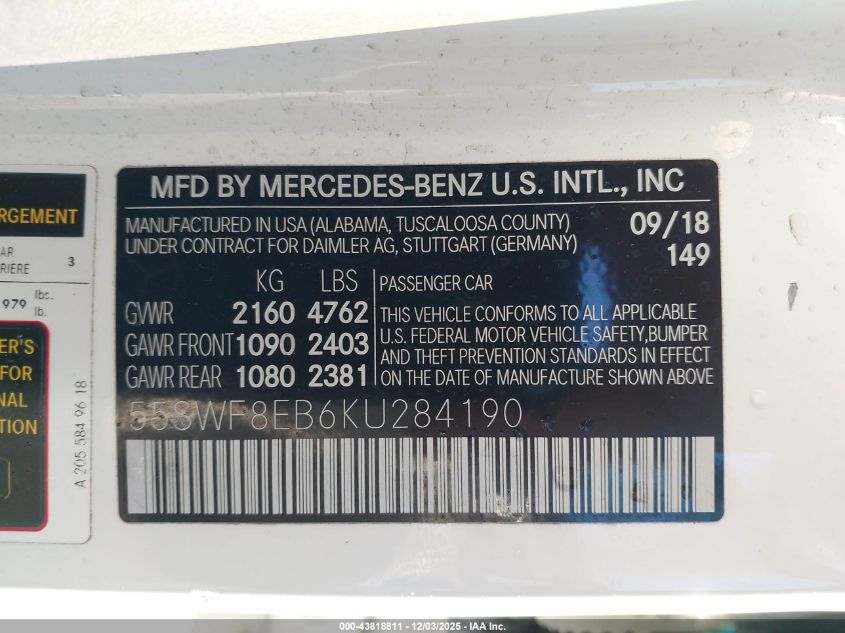 RGEMENT
AR
RIÈRE 3
979 lbs.
lb.
ER'S
FOR
NAL
TION
A 205 584 96 18
MFD BY MERCEDES-BENZ U.S. INTL., INC
MANUFACTURED IN USA (ALABAMA, TUSCALOOSA COUNTY) 09/18
UNDER CONTRACT FOR DAIMLER AG, STUTTGART (GERMANY) 149
KG LBS
GVWR 2160 4762
GAWR FRONT 1090 2403
GAWR REAR 1080 2381
PASSENGER CAR
THIS VEHICLE CONFORMS TO ALL APPLICABLE
U.S. FEDERAL MOTOR VEHICLE SAFETY,BUMPER
AND THEFT PREVENTION STANDARDS IN EFFECT
ON THE DATE OF MANUFACTURE SHOWN ABOVE
55SWF8EB6KU284190
000-43818811 - 12/03/2025 - IAA Inc.